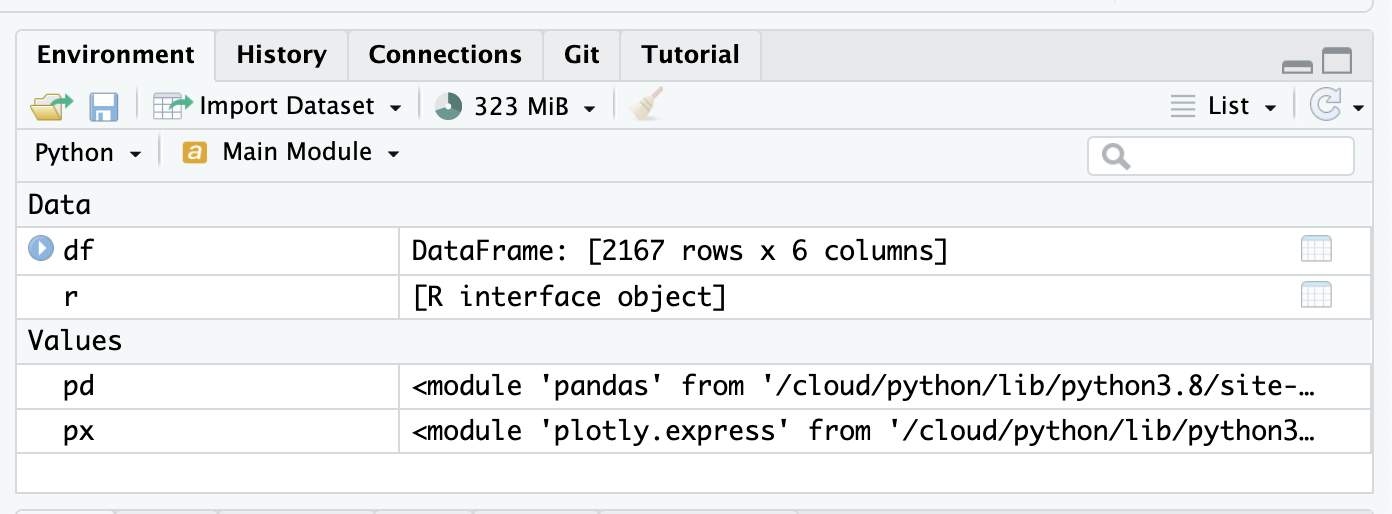 Environment History Connections Git Tutorial
Import Dataset 323 MiB List
Python a Main Module
Data
df DataFrame: [2167 rows x 6 columns]
r [R interface object]
Values
pd <module 'pandas' from '/cloud/python/lib/python3.8/site-…
px <module 'plotly.express' from '/cloud/python/lib/python3…